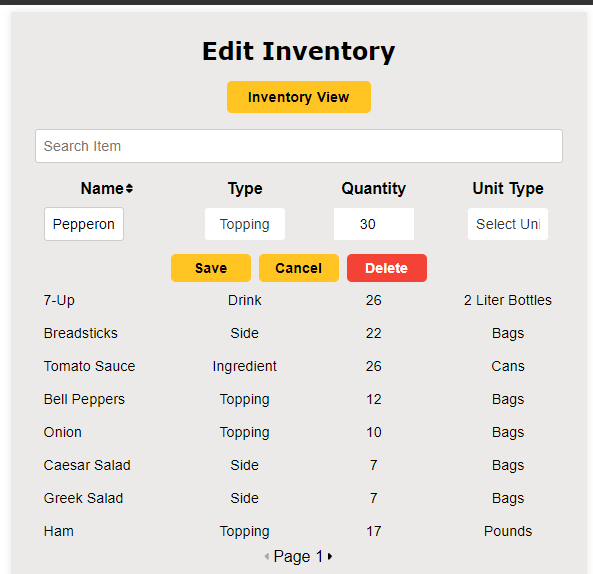 Edit Inventory
Inventory View
Search Item
Name Type Quantity Unit Type
Pepperon Topping 30 Select Uni
Save Cancel Delete
7-Up Drink 26 2 Liter Bottles
Breadsticks Side 22 Bags
Tomato Sauce Ingredient 26 Cans
Bell Peppers Topping 12 Bags
Onion Topping 10 Bags
Caesar Salad Side 7 Bags
Greek Salad Side 7 Bags
Ham Topping 17 Pounds
Page 1